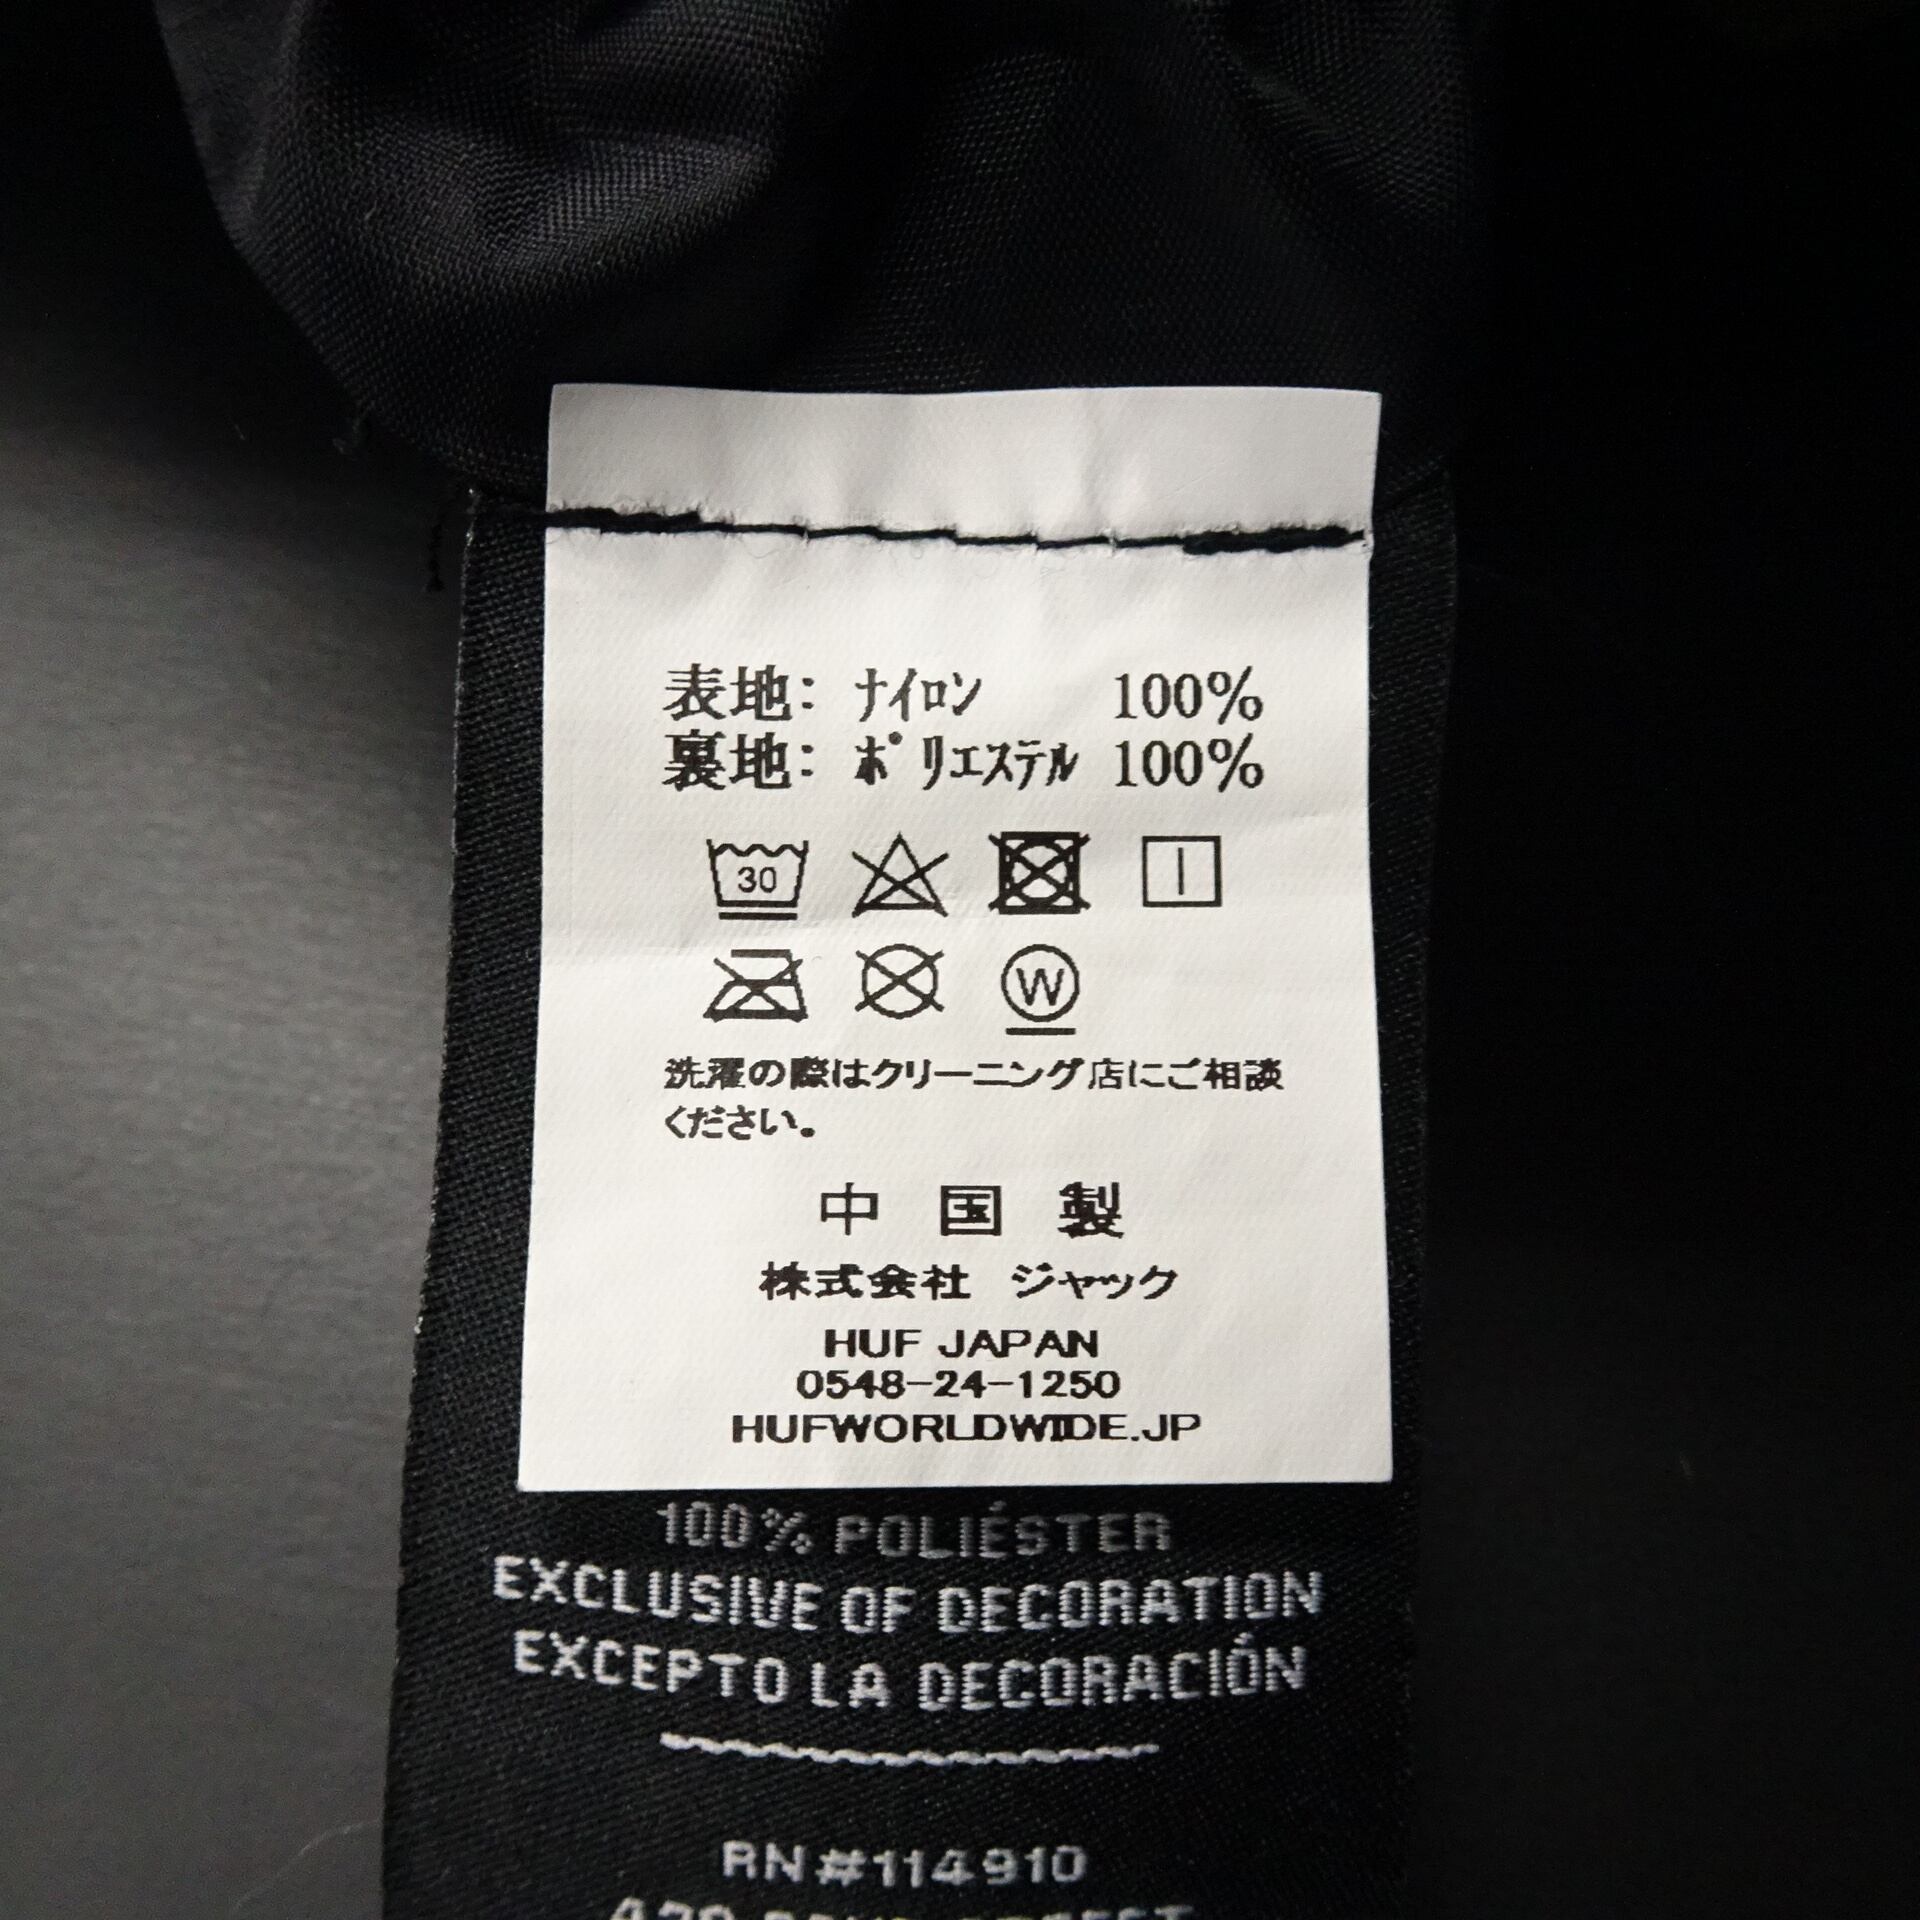 表地: ナイロン 100%
裏地: ポリエステル 100%
30
W
洗濯の際はクリーニング店にご相談
ください。
中国製
株式会社 ジャック
HUF JAPAN
0548-24-1250
HUFWORLDWIDE.JP
100% POLIÉSTER
EXCLUSIVE OF DECORATION
EXCEPTO LA DECORACIÓN
RN#114910